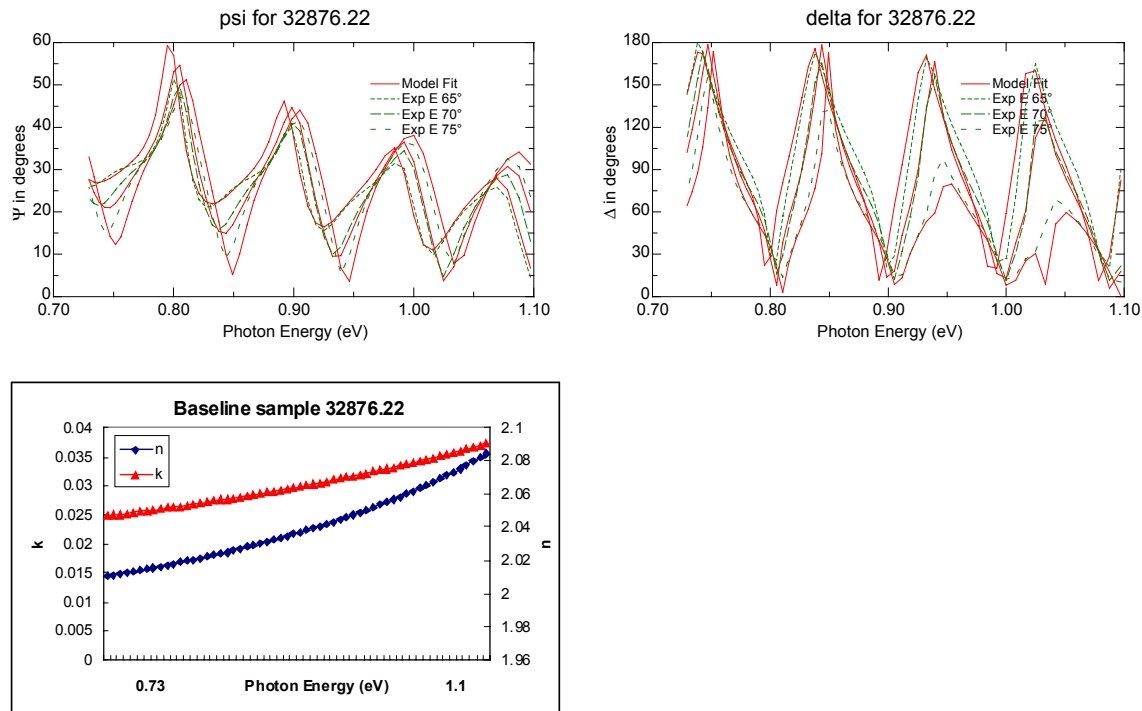 psi for 32876.22
60
50
40
30
20
10
0
Ψ in degrees
Model Fit
Exp E 65°
Exp E 70°
Exp E 75°
0.70
0.80
0.90
1.00
1.10
Photon Energy (eV)
delta for 32876.22
180
150
120
90
60
30
0
Δ in degrees
Model Fit
Exp E 65°
Exp E 70°
Exp E 75°
0.70
0.80
0.90
1.00
1.10
Photon Energy (eV)
Baseline sample 32876.22
0.04
0.035
0.03
0.025
0.02
0.015
0.01
0.005
0
k
n
k
2.1
2.08
2.06
2.04
2.02
2
1.98
1.96
n
0.73 Photon Energy (eV) 1.1